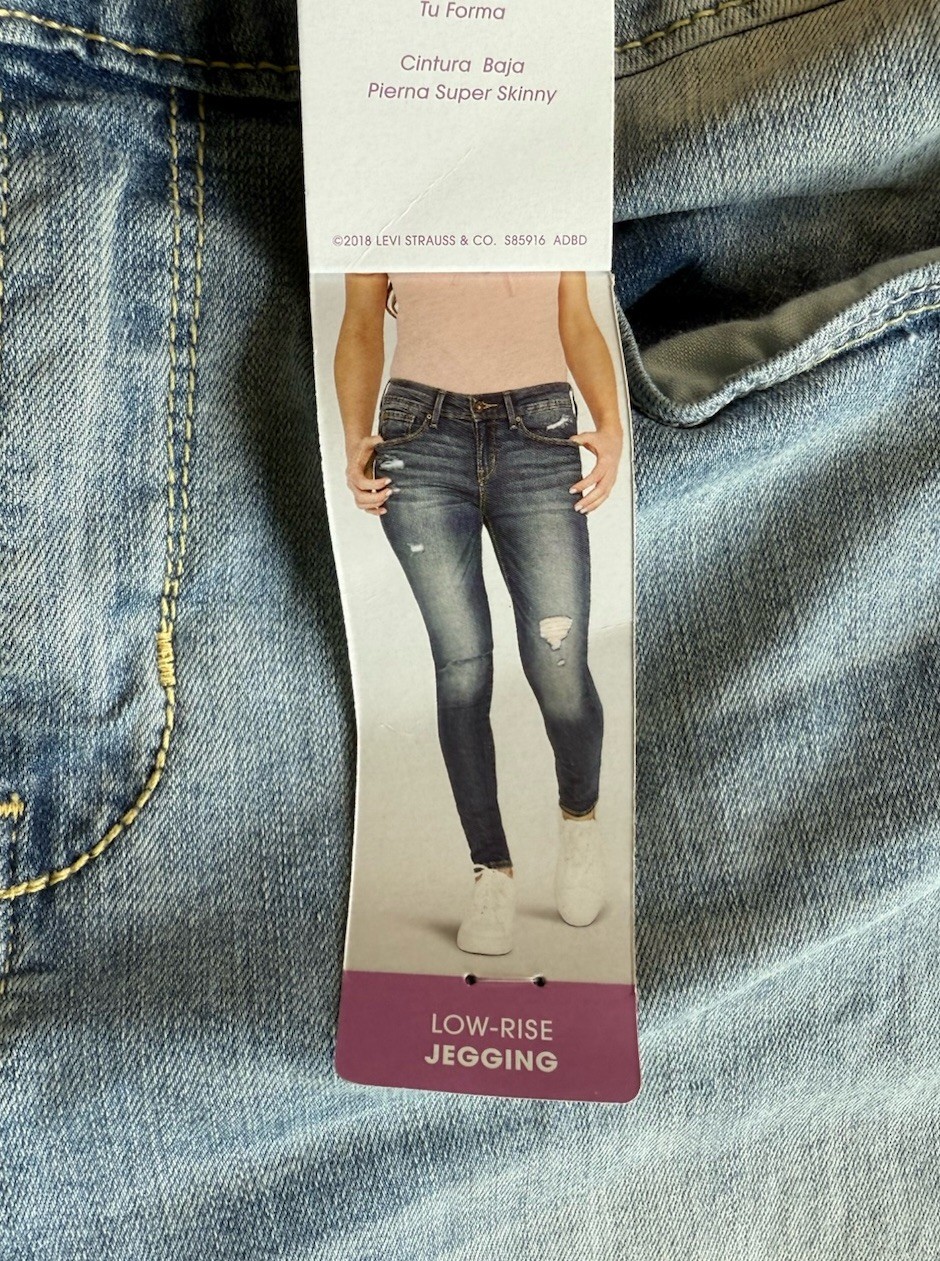 Tu Forma
Cintura Baja
Pierna Super Skinny
©2018 LEVI STRAUSS & CO. S85916 ADBD
LOW-RISE
JEGGING